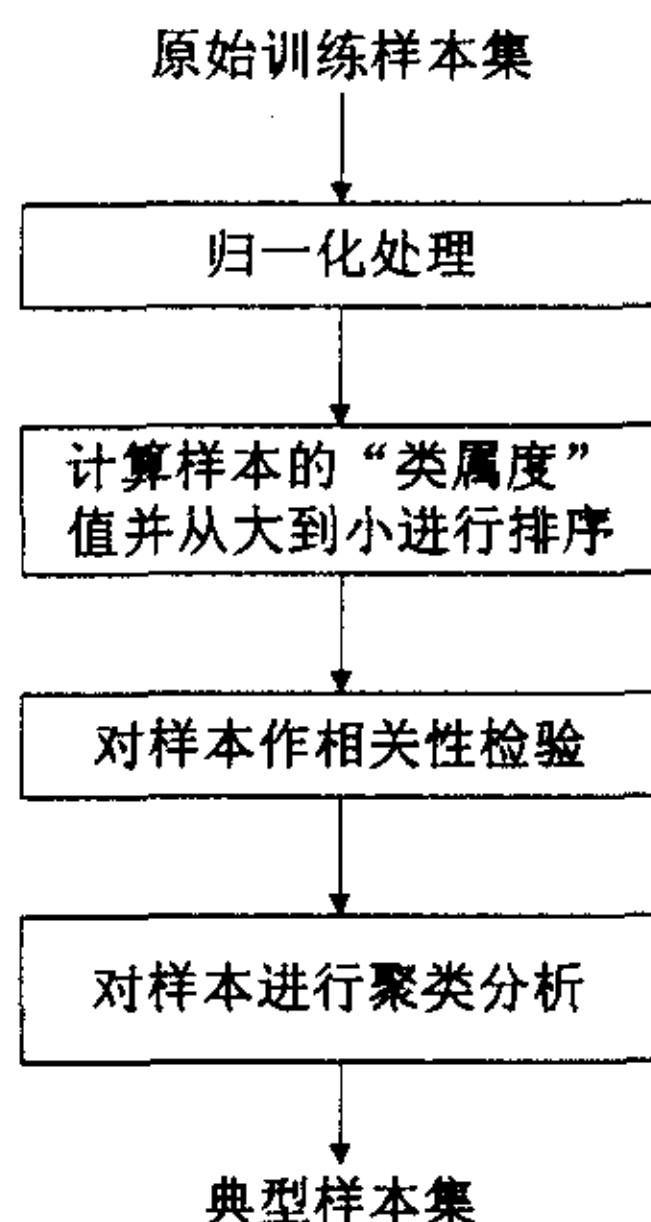 原始训练样本集
归一化处理
计算样本的“类属度”
值并从大到小进行排序
对样本作相关性检验
对样本进行聚类分析
典型样本集